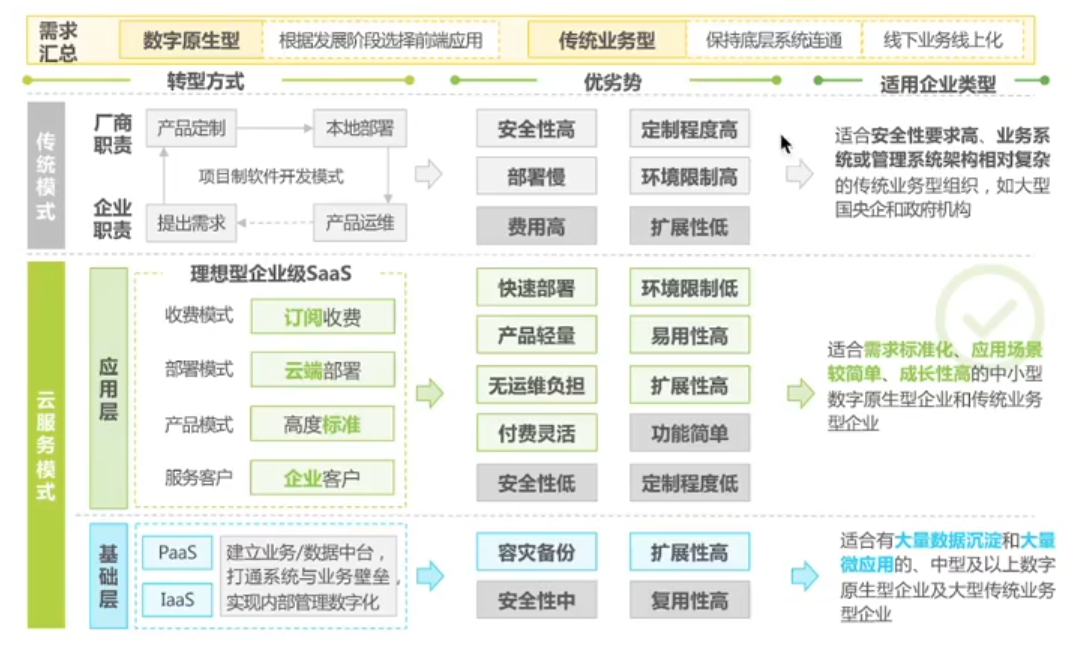 需求
汇总
数字原生型
根据发展阶段选择前端应用
传统业务型
保持底层系统连通
线下业务线上化
转型方式
优劣势
适用企业类型
传统模式
厂商
职责
产品定制
本地部署
项目制软件开发模式
企业
职责
提出需求
产品运维
安全性高
定制程度高
部署慢
环境限制高
费用高
扩展性低
适合安全性要求高、业务系
统或管理系统架构相对复杂
的传统业务型组织，如大型
国央企和政府机构
云服务模式
应用层
理想型企业级SaaS
收费模式
订阅收费
部署模式
云端部署
产品模式
高度标准
服务客户
企业客户
快速部署
环境限制低
产品轻量
易用性高
无运维负担
扩展性高
付费灵活
功能简单
安全性低
定制程度低
适合需求标准化、应用场景
较简单、成长性高的中小型
数字原生型企业和传统业务
型企业
基础层
PaaS
IaaS
建立业务/数据中台，
打通系统与业务壁垒，
实现内部管理数字化
容灾备份
扩展性高
安全性中
复用性高
适合有大量数据沉淀和大量
微应用的、中型及以上数字
原生型企业及大型传统业务
型企业